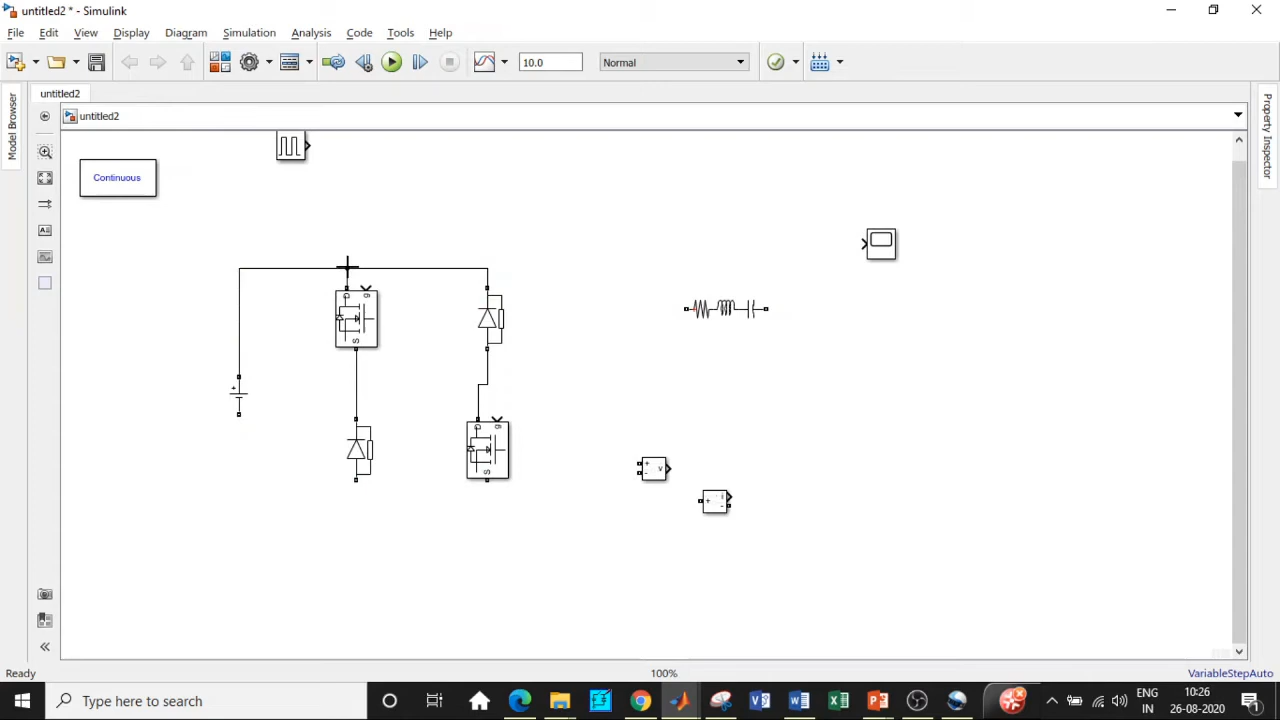 untitled2 * - Simulink
File Edit View Display Diagram Simulation Analysis Code Tools Help
10.0 Normal
untitled2
untitled2
Model Browser
Property Inspector
Continuous
D g
S
+
D g
S
+ v
-
+ i
-
Ready 100% VariableStepAuto
Type here to search
ENG 10:26
IN 26-08-2020
1